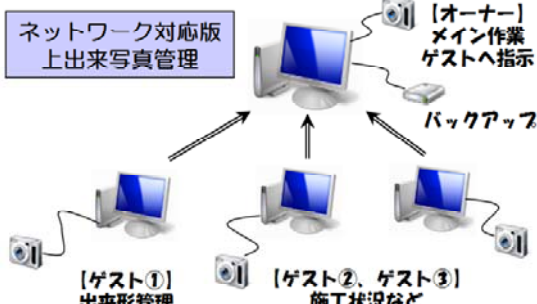 ネットワーク対応版
上出来写真管理
【オーナー】
メイン作業
ゲストへ指示
バックアップ
【ゲスト①】
出来形管理
【ゲスト②、ゲスト③】
施工状況など